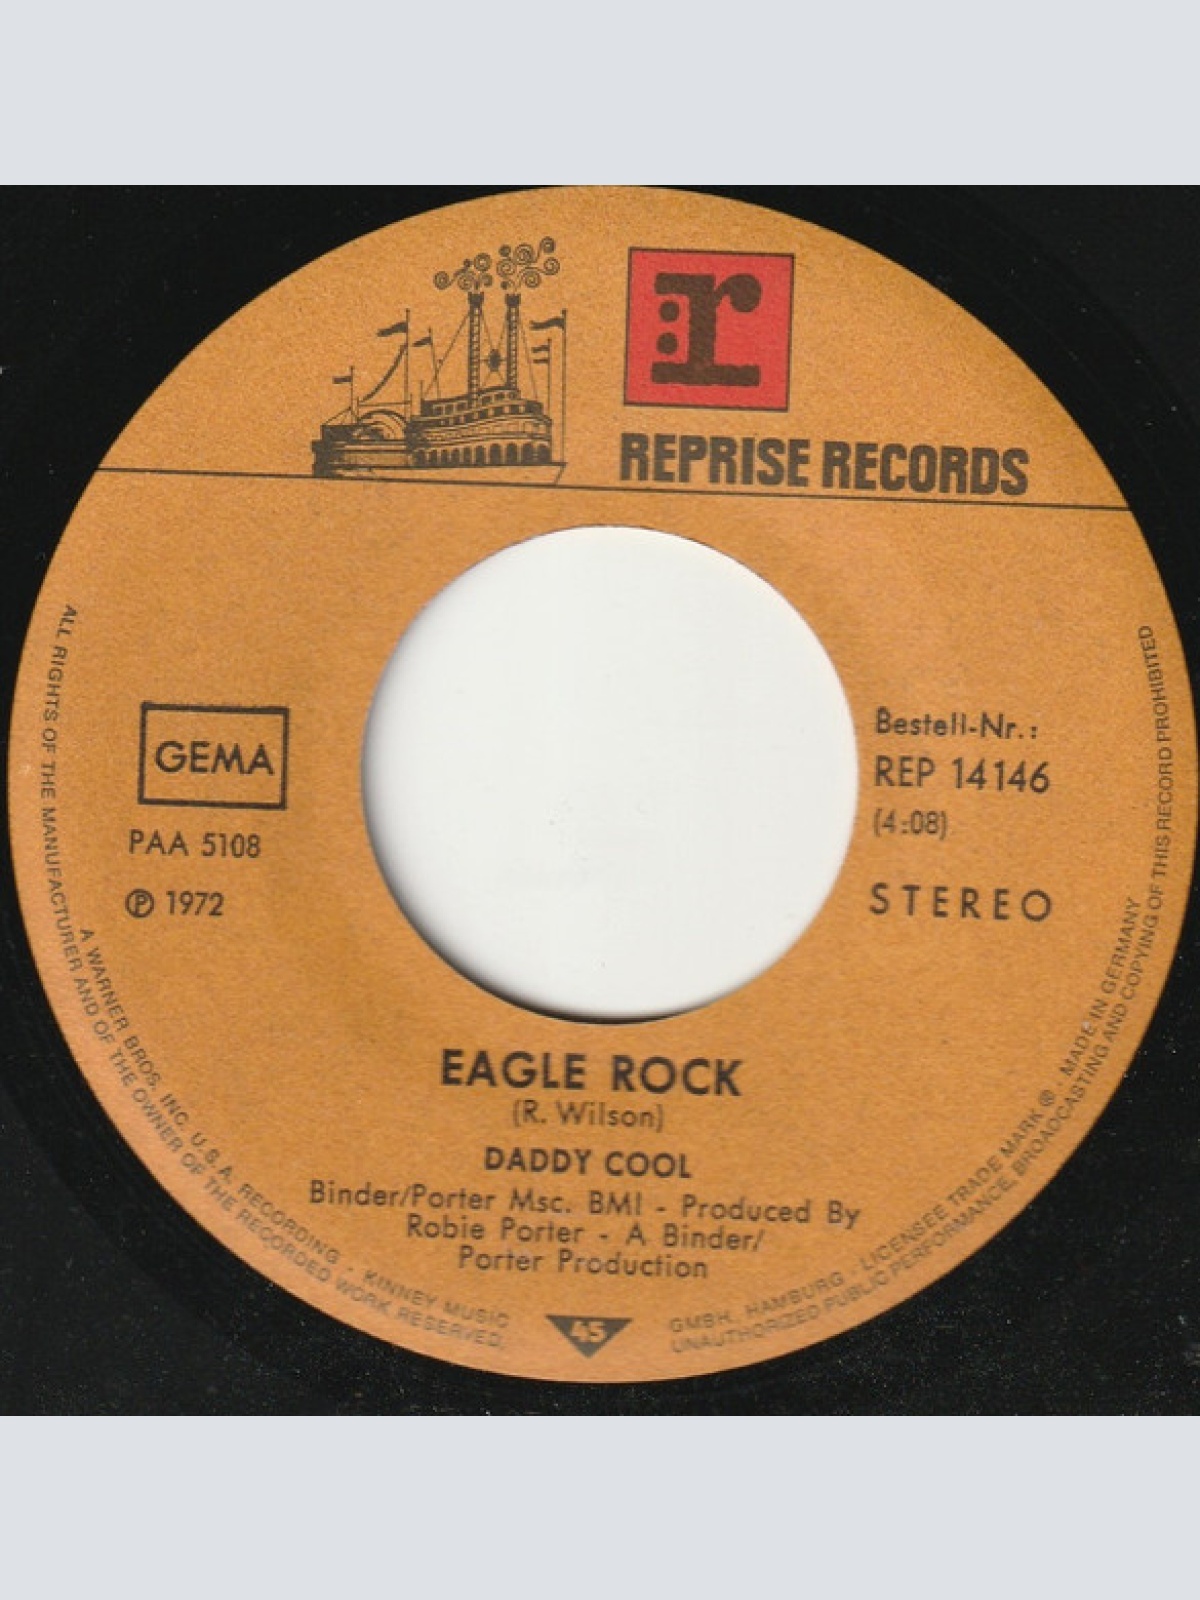 r:
REPRISE RECORDS
GEMA
PAA 5108
℗ 1972
Bestell-Nr.:
REP 14146
(4:08)
STEREO
EAGLE ROCK
(R. Wilson)
DADDY COOL
Binder/Porter Msc. BMI - Produced By
Robie Porter - A Binder/
Porter Production
45
ALL RIGHTS OF THE MANUFACTURER AND OF THE OWNER OF THE RECORDED WORK RESERVED. UNAUTHORIZED PUBLIC PERFORMANCE, BROADCASTING AND COPYING OF THIS RECORD PROHIBITED
A WARNER BROS. INC. U.S.A. RECORDING · KINNEY MUSIC GMBH. HAMBURG · LICENSEE TRADE MARK ® · MADE IN GERMANY